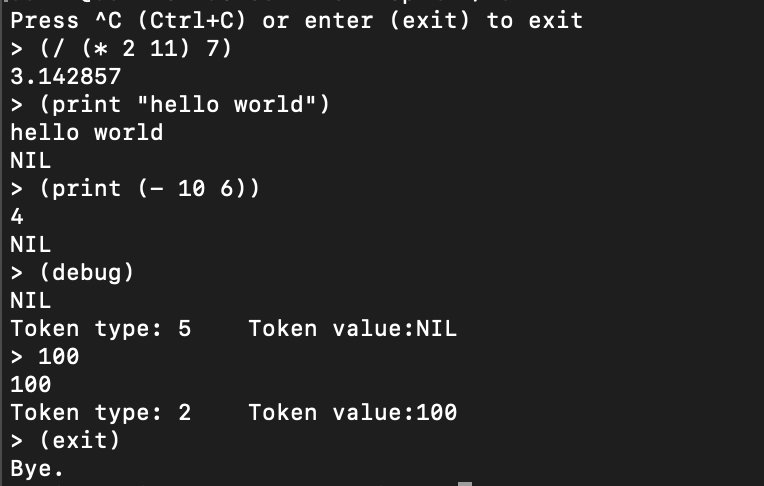 Press ^C (Ctrl+C) or enter (exit) to exit
> (/ (* 2 11) 7)
3.142857
> (print "hello world")
hello world
NIL
> (print (- 10 6))
4
NIL
> (debug)
NIL
Token type: 5    Token value:NIL
> 100
100
Token type: 2    Token value:100
> (exit)
Bye.